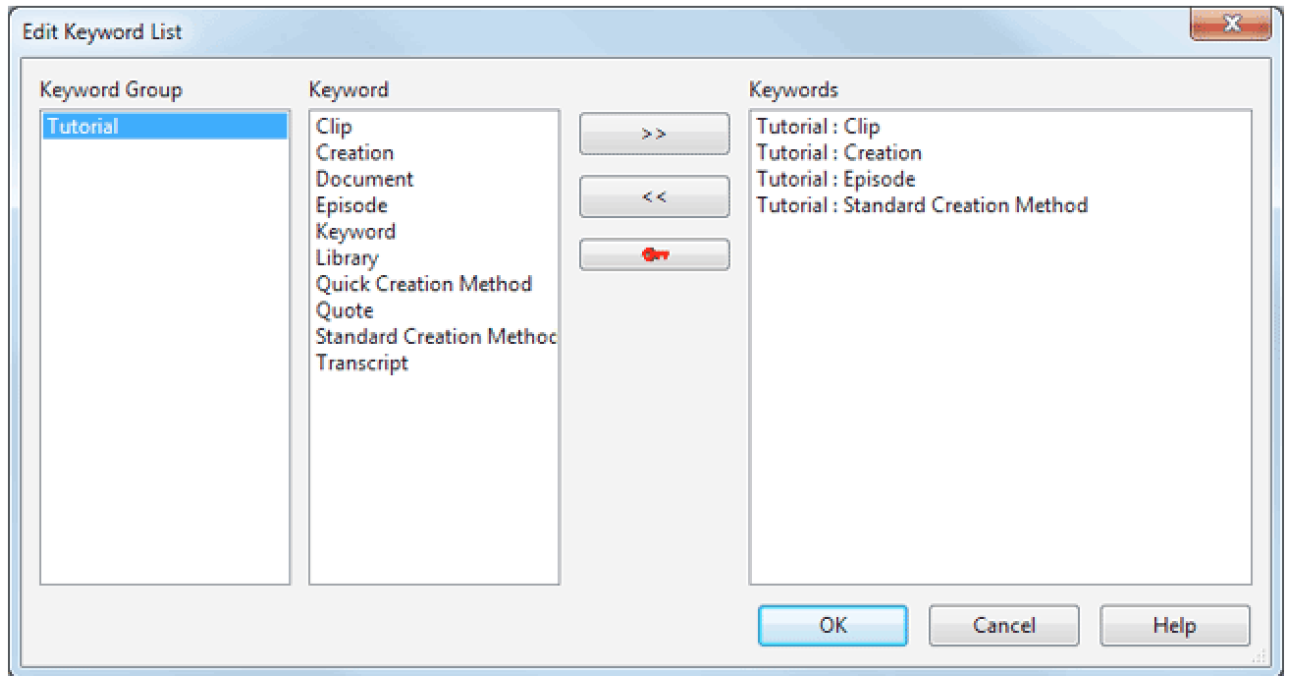 Edit Keyword List
Keyword Group
Tutorial
Keyword
Clip
Creation
Document
Episode
Keyword
Library
Quick Creation Method
Quote
Standard Creation Methoc
Transcript
>>
<<
Keywords
Tutorial : Clip
Tutorial : Creation
Tutorial : Episode
Tutorial : Standard Creation Method
OK
Cancel
Help